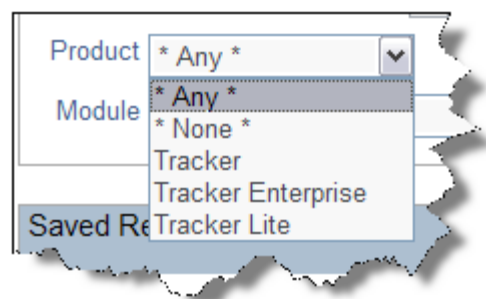 Product * Any *
* Any *
Module * None *
Tracker
Tracker Enterprise
Saved Re Tracker Lite